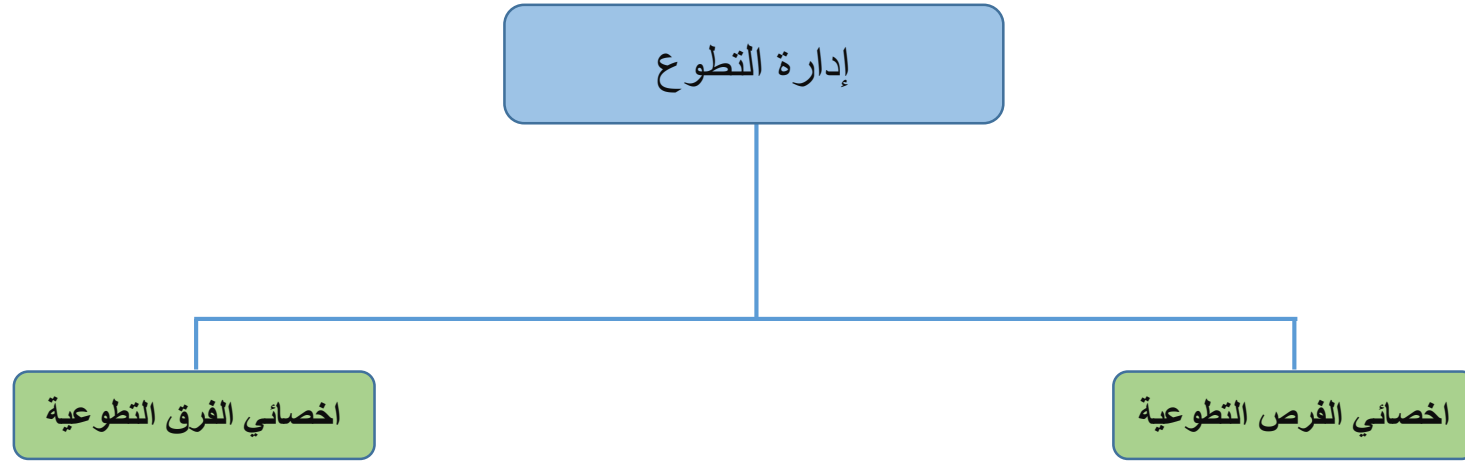 إدارة التطوع
اخصائي الفرص التطوعية
اخصائي الفرق التطوعية